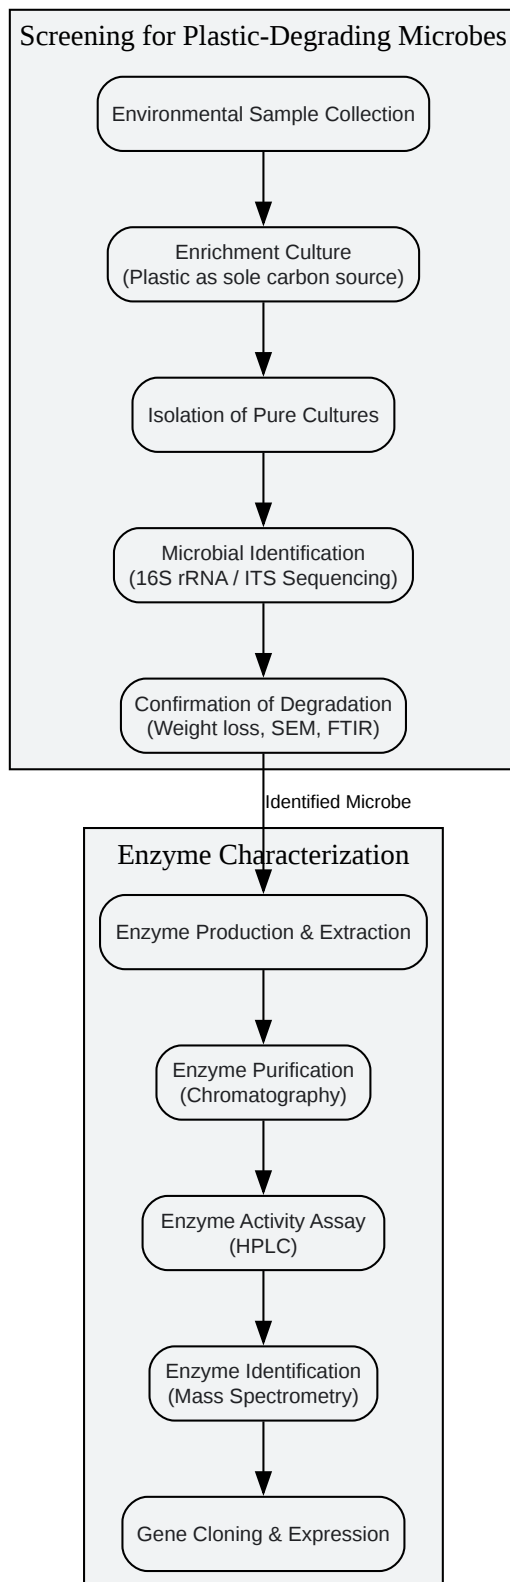 Screening for Plastic-Degrading Microbes
Environmental Sample Collection
Enrichment Culture
(Plastic as sole carbon source)
Isolation of Pure Cultures
Microbial Identification
(16S rRNA / ITS Sequencing)
Confirmation of Degradation
(Weight loss, SEM, FTIR)
Identified Microbe
Enzyme Characterization
Enzyme Production & Extraction
Enzyme Purification
(Chromatography)
Enzyme Activity Assay
(HPLC)
Enzyme Identification
(Mass Spectrometry)
Gene Cloning & Expression